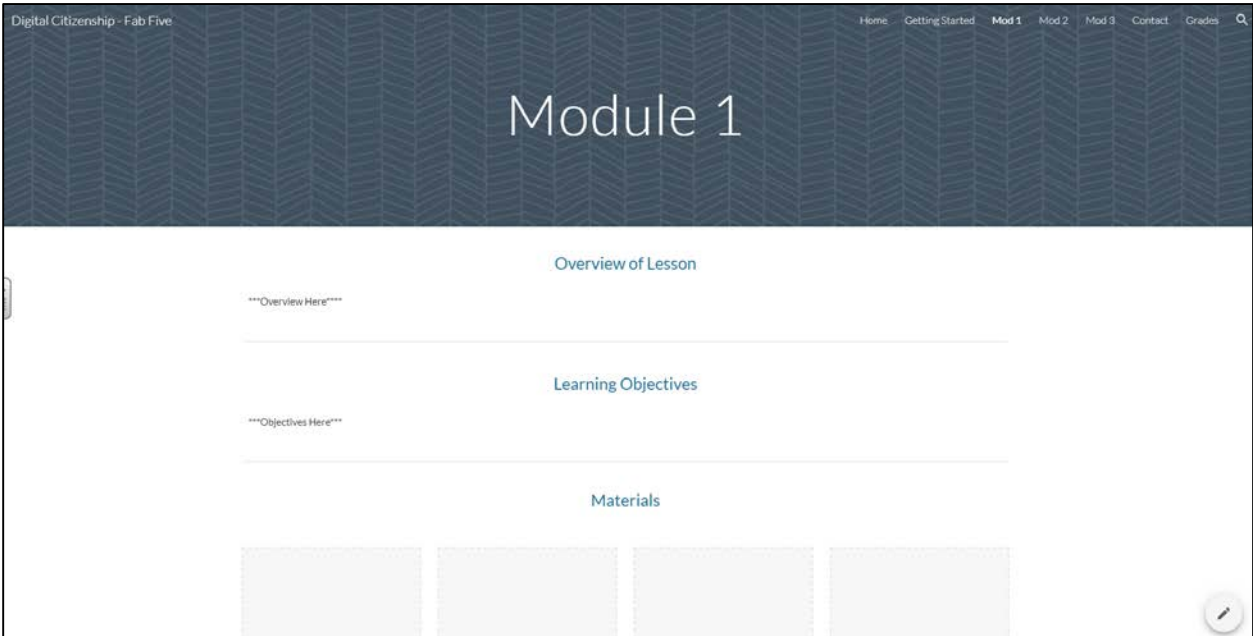 Digital Citizenship - Fab Five
Home Getting Started Mod 1 Mod 2 Mod 3 Contact Grades
Module 1
Overview of Lesson
***Overview Here****
Learning Objectives
***Objectives Here***
Materials